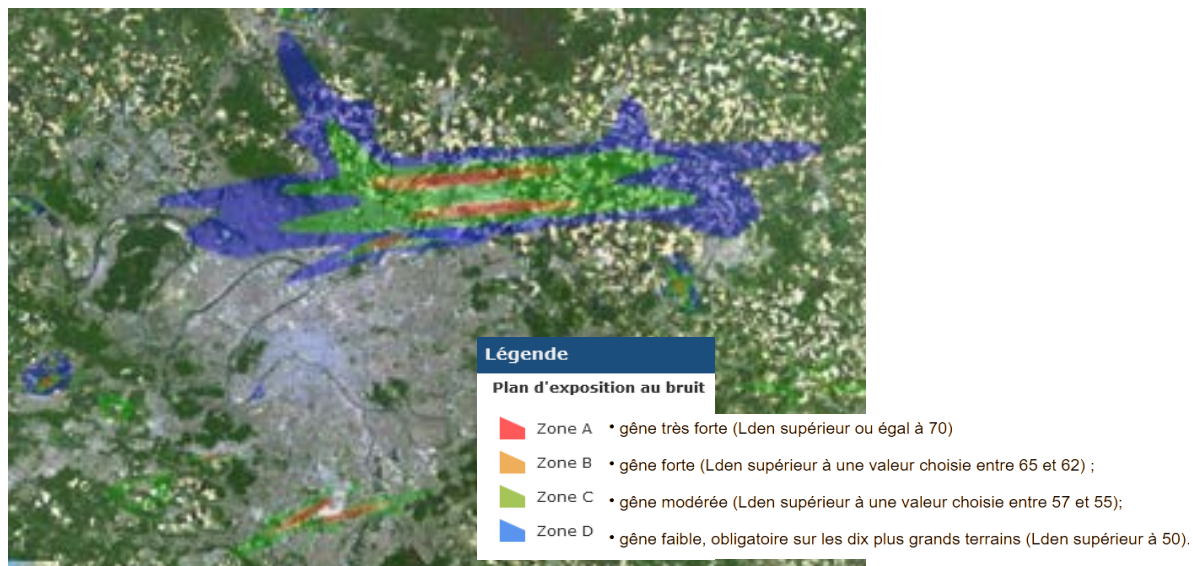 Légende
Plan d'exposition au bruit
Zone A • gêne très forte (Lden supérieur ou égal à 70)
Zone B • gêne forte (Lden supérieur à une valeur choisie entre 65 et 62) ;
Zone C • gêne modérée (Lden supérieur à une valeur choisie entre 57 et 55);
Zone D • gêne faible, obligatoire sur les dix plus grands terrains (Lden supérieur à 50).